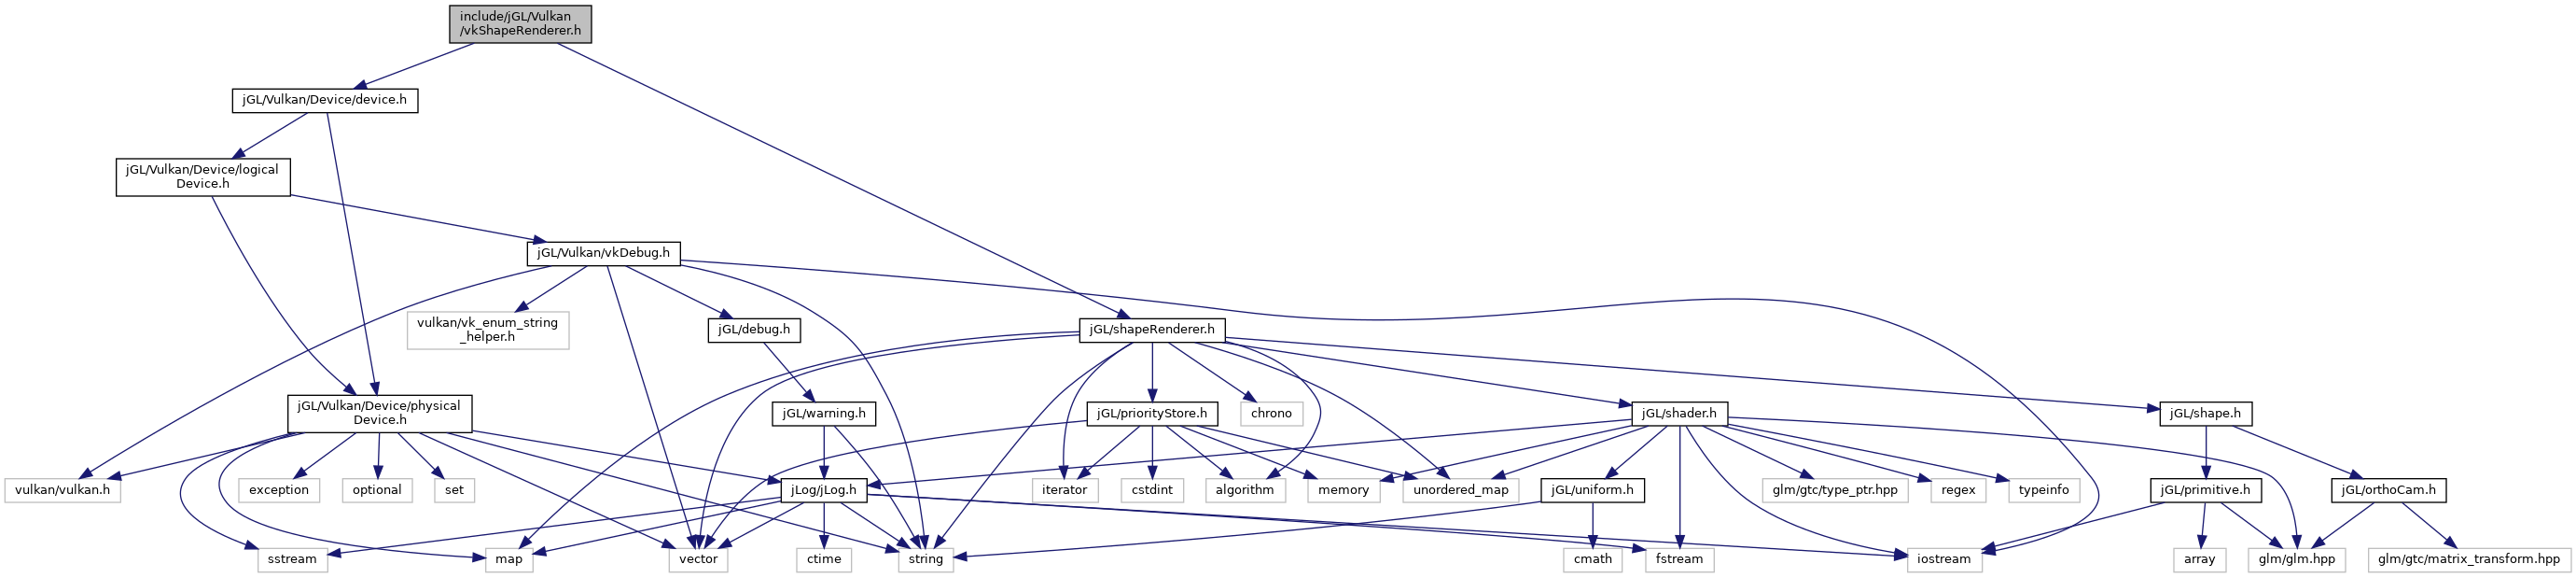 include/jGL/Vulkan
/vkShapeRenderer.h
jGL/Vulkan/Device/device.h
jGL/Vulkan/Device/logical
Device.h
jGL/Vulkan/vkDebug.h
vulkan/vk_enum_string
_helper.h
jGL/debug.h
jGL/shapeRenderer.h
jGL/Vulkan/Device/physical
Device.h
jGL/warning.h
jGL/priorityStore.h
chrono
jGL/shader.h
jGL/shape.h
vulkan/vulkan.h
exception
optional
set
jLog/jLog.h
iterator
cstdint
algorithm
memory
unordered_map
jGL/uniform.h
glm/gtc/type_ptr.hpp
regex
typeinfo
jGL/primitive.h
jGL/orthoCam.h
sstream
map
vector
ctime
string
cmath
fstream
iostream
array
glm/glm.hpp
glm/gtc/matrix_transform.hpp